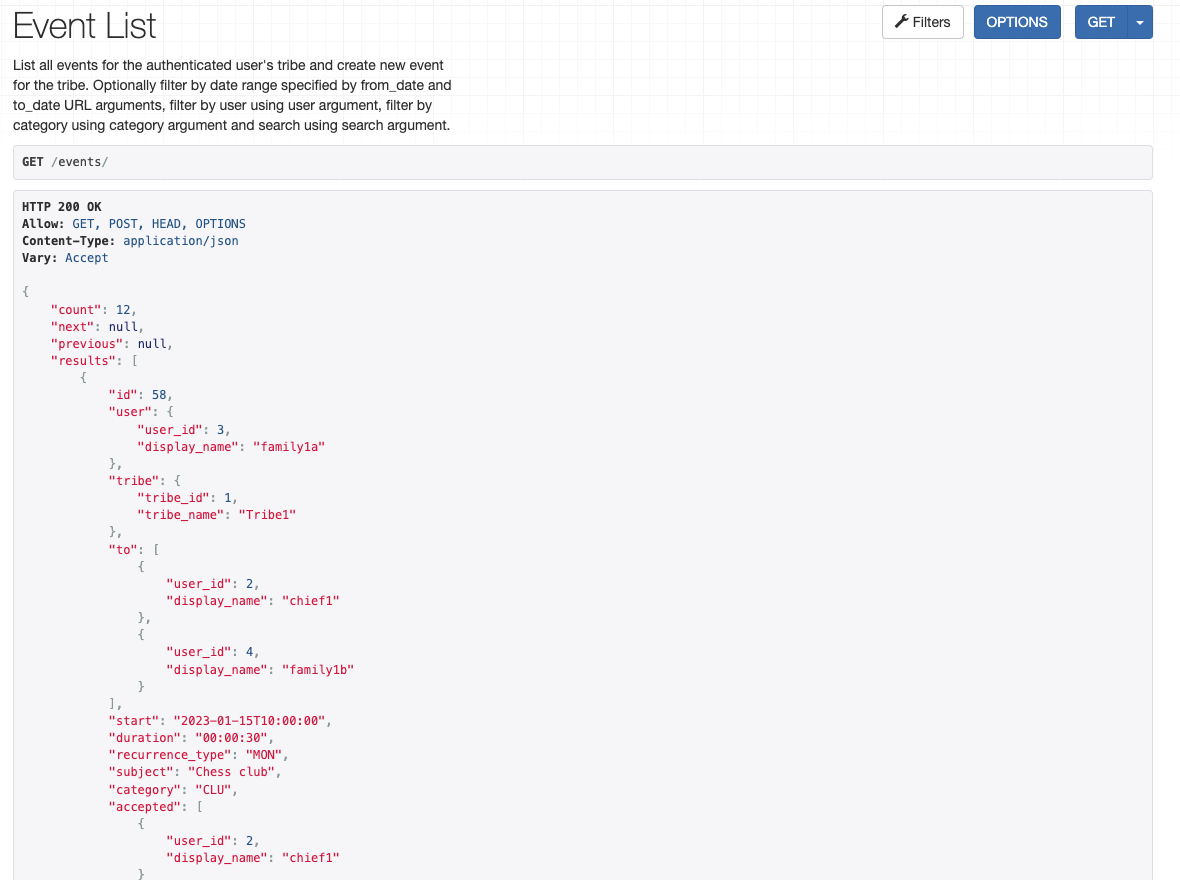 Event List
Filters
OPTIONS
GET
List all events for the authenticated user's tribe and create new event
for the tribe. Optionally filter by date range specified by from_date and
to_date URL arguments, filter by user using user argument, filter by
category using category argument and search using search argument.
GET /events/
HTTP 200 OK
Allow: GET, POST, HEAD, OPTIONS
Content-Type: application/json
Vary: Accept
{
    "count": 12,
    "next": null,
    "previous": null,
    "results": [
        {
            "id": 58,
            "user": {
                "user_id": 3,
                "display_name": "family1a"
            },
            "tribe": {
                "tribe_id": 1,
                "tribe_name": "Tribe1"
            },
            "to": [
                {
                    "user_id": 2,
                    "display_name": "chief1"
                },
                {
                    "user_id": 4,
                    "display_name": "family1b"
                }
            ],
            "start": "2023-01-15T10:00:00",
            "duration": "00:00:30",
            "recurrence_type": "MON",
            "subject": "Chess club",
            "category": "CLU",
            "accepted": [
                {
                    "user_id": 2,
                    "display_name": "chief1"
                }